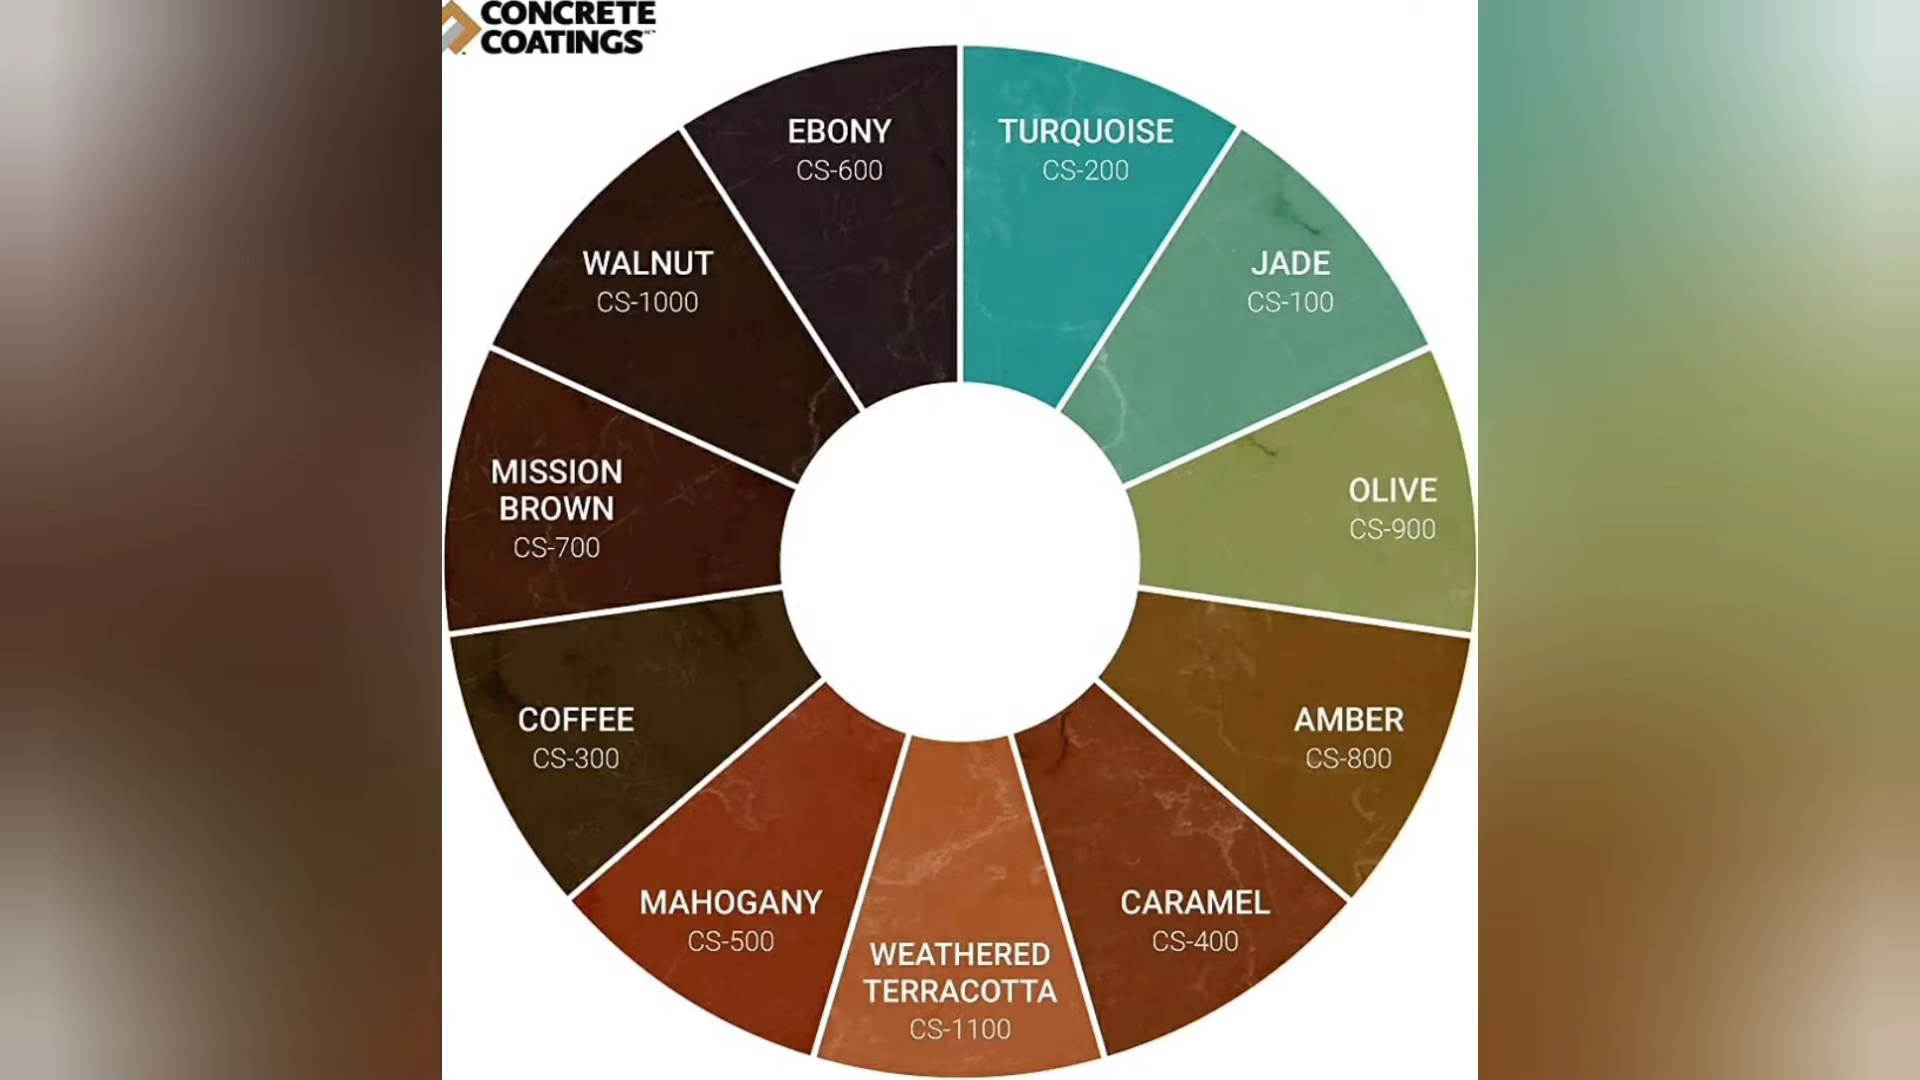 CONCRETE
COATINGS
EBONY
CS-600
TURQUOISE
CS-200
WALNUT
CS-1000
JADE
CS-100
MISSION
BROWN
CS-700
OLIVE
CS-900
COFFEE
CS-300
AMBER
CS-800
MAHOGANY
CS-500
CARAMEL
CS-400
WEATHERED
TERRACOTTA
CS-1100